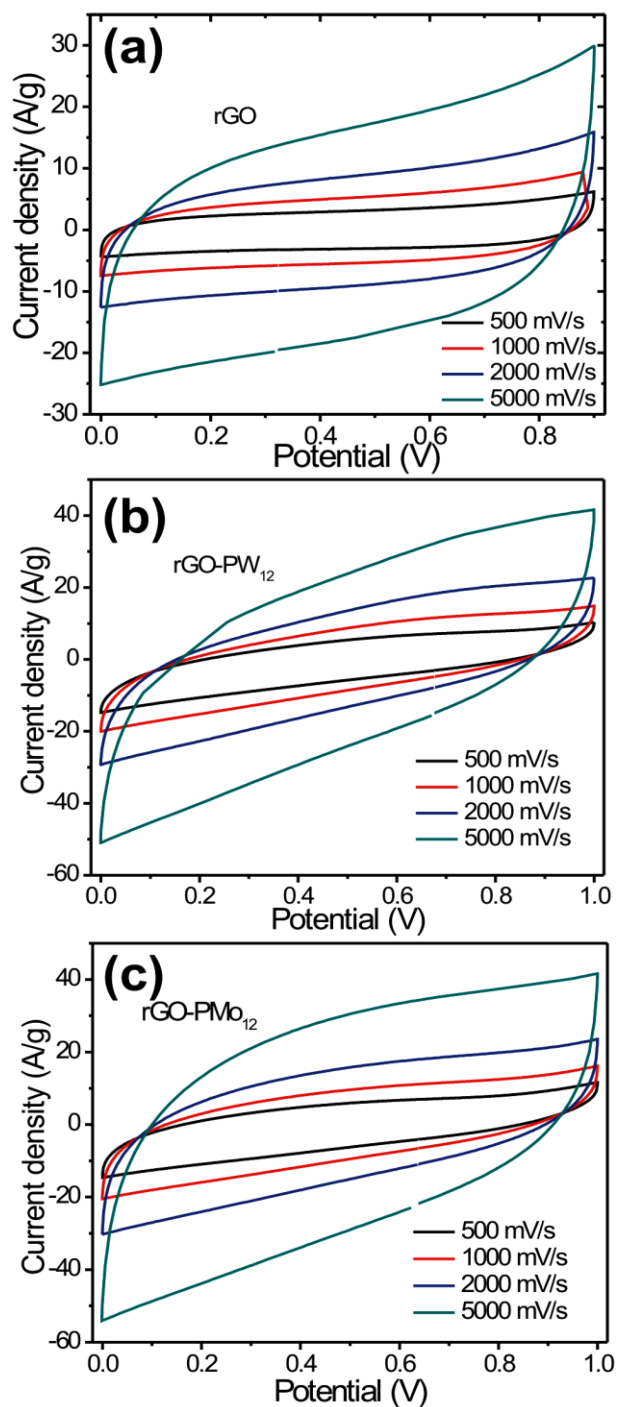 (a)
rGO
Current density (A/g)
30
20
10
0
-10
-20
-30
500 mV/s
1000 mV/s
2000 mV/s
5000 mV/s
0.0 0.2 0.4 0.6 0.8
Potential (V)
(b)
rGO-PW₁₂
Current density (A/g)
40
20
0
-20
-40
-60
500 mV/s
1000 mV/s
2000 mV/s
5000 mV/s
0.0 0.2 0.4 0.6 0.8 1.0
Potential (V)
(c)
rGO-PMo₁₂
Current density (A/g)
40
20
0
-20
-40
-60
500 mV/s
1000 mV/s
2000 mV/s
5000 mV/s
0.0 0.2 0.4 0.6 0.8 1.0
Potential (V)